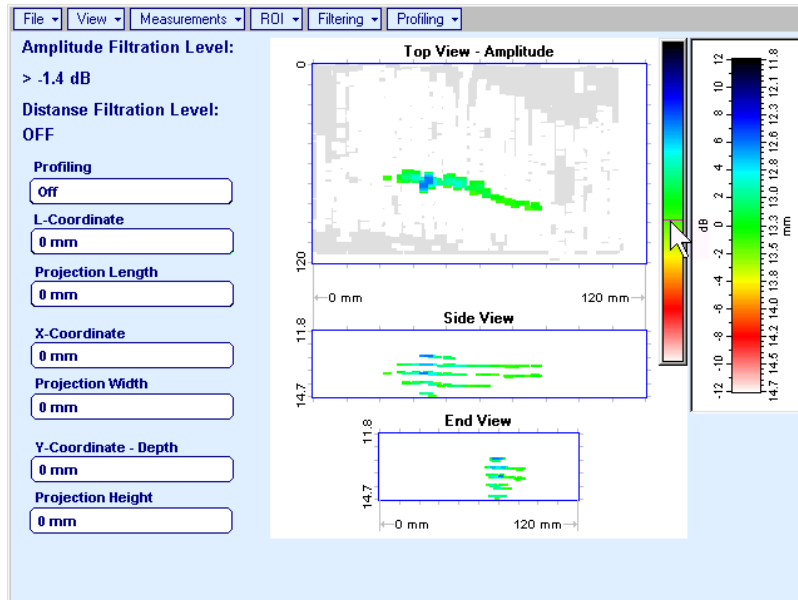 File View Measurements ROI Filtering Profiling
Amplitude Filtration Level:
> -1.4 dB
Distanse Filtration Level:
OFF
Profiling
Off
L-Coordinate
0 mm
Projection Length
0 mm
X-Coordinate
0 mm
Projection Width
0 mm
Y-Coordinate - Depth
0 mm
Projection Height
0 mm
Top View - Amplitude
0
120
0 mm 120 mm
Side View
11.8
14.7
End View
11.8
14.7
0 mm 120 mm
12
10
8
6
4
2
0
-2
-4
-6
-8
-10
-12
dB
11.8
12.1
12.3
12.6
12.8
13.0
13.3
13.5
13.8
14.0
14.2
14.5
14.7
mm